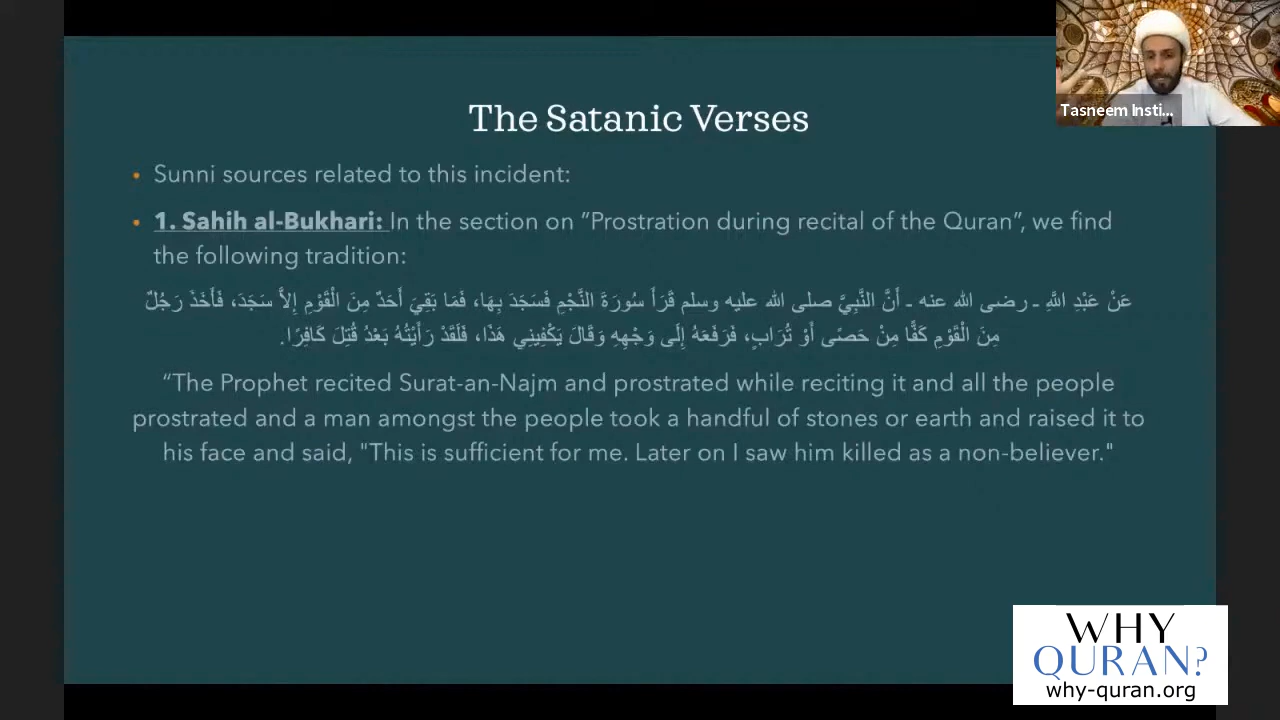 Tasneem Insti...
The Satanic Verses
• Sunni sources related to this incident:
• 1. Sahih al-Bukhari: In the section on “Prostration during recital of the Quran”, we find
the following tradition:
عَنْ عَبْدِ اللَّهِ ـ رضى الله عنه ـ أَنَّ النَّبِيَّ صلى الله عليه وسلم قَرَأَ سُورَةَ النَّجْمِ فَسَجَدَ بِهَا، فَمَا بَقِيَ أَحَدٌ مِنَ الْقَوْمِ إِلاَّ سَجَدَ، فَأَخَذَ رَجُلٌ
مِنَ الْقَوْمِ كَفًّا مِنْ حَصًى أَوْ تُرَابٍ، فَرَفَعَهُ إِلَى وَجْهِهِ وَقَالَ يَكْفِينِي هَذَا، فَلَقَدْ رَأَيْتُهُ بَعْدُ قُتِلَ كَافِرًا.
“The Prophet recited Surat-an-Najm and prostrated while reciting it and all the people
prostrated and a man amongst the people took a handful of stones or earth and raised it to
his face and said, "This is sufficient for me. Later on I saw him killed as a non-believer."
WHY
QURAN?
why-quran.org